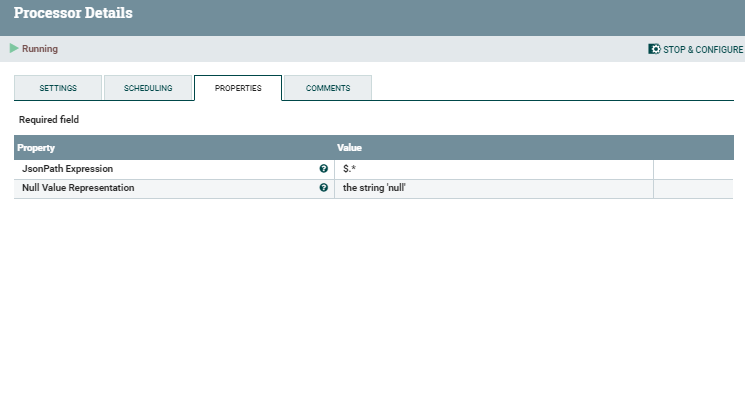 Processor Details
Running
STOP & CONFIGURE
SETTINGS SCHEDULING PROPERTIES COMMENTS
Required field
Property Value
JsonPath Expression $.*
Null Value Representation the string 'null'